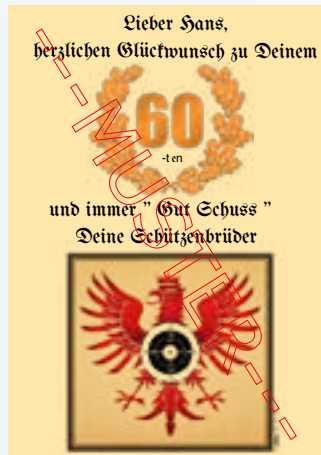 Lieber Hans,
herzlichen Glückwunsch zu Deinem
60
-ten
und immer " Gut Schuss "
Deine Schützenbrüder
----MUSTER----